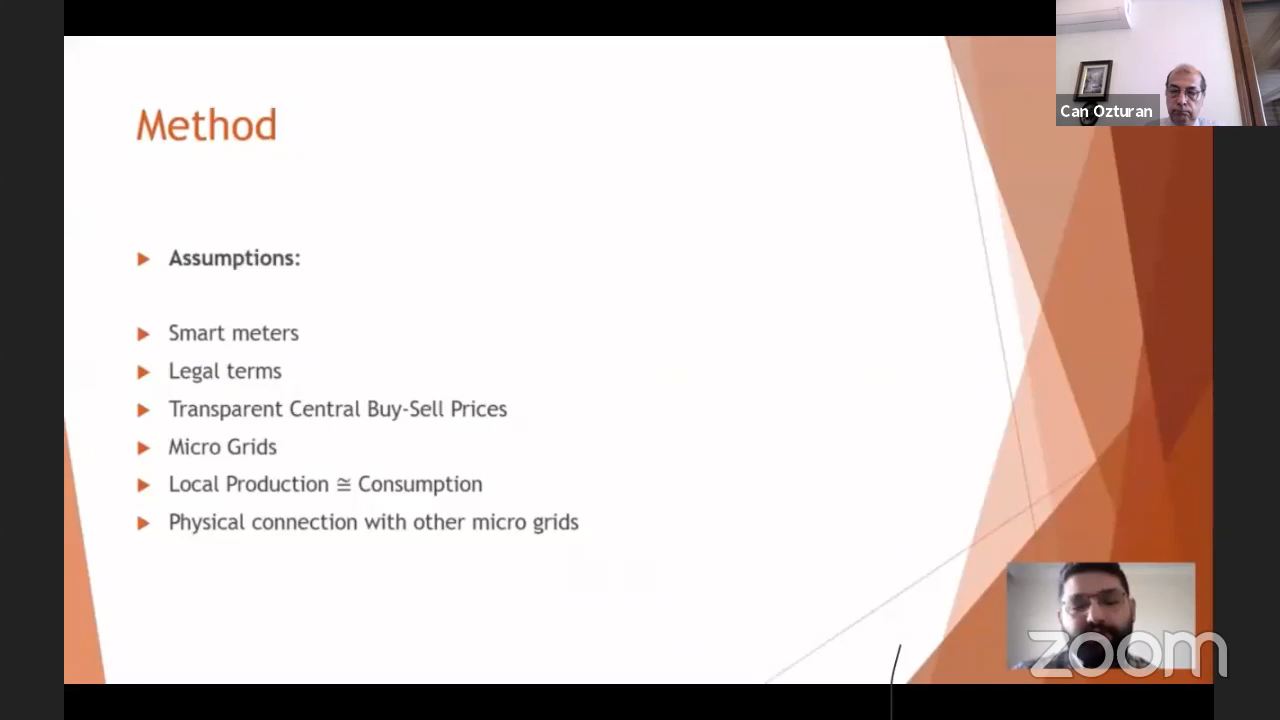 Can Ozturan
Method
Assumptions:
Smart meters
Legal terms
Transparent Central Buy-Sell Prices
Micro Grids
Local Production ≅ Consumption
Physical connection with other micro grids
zoom